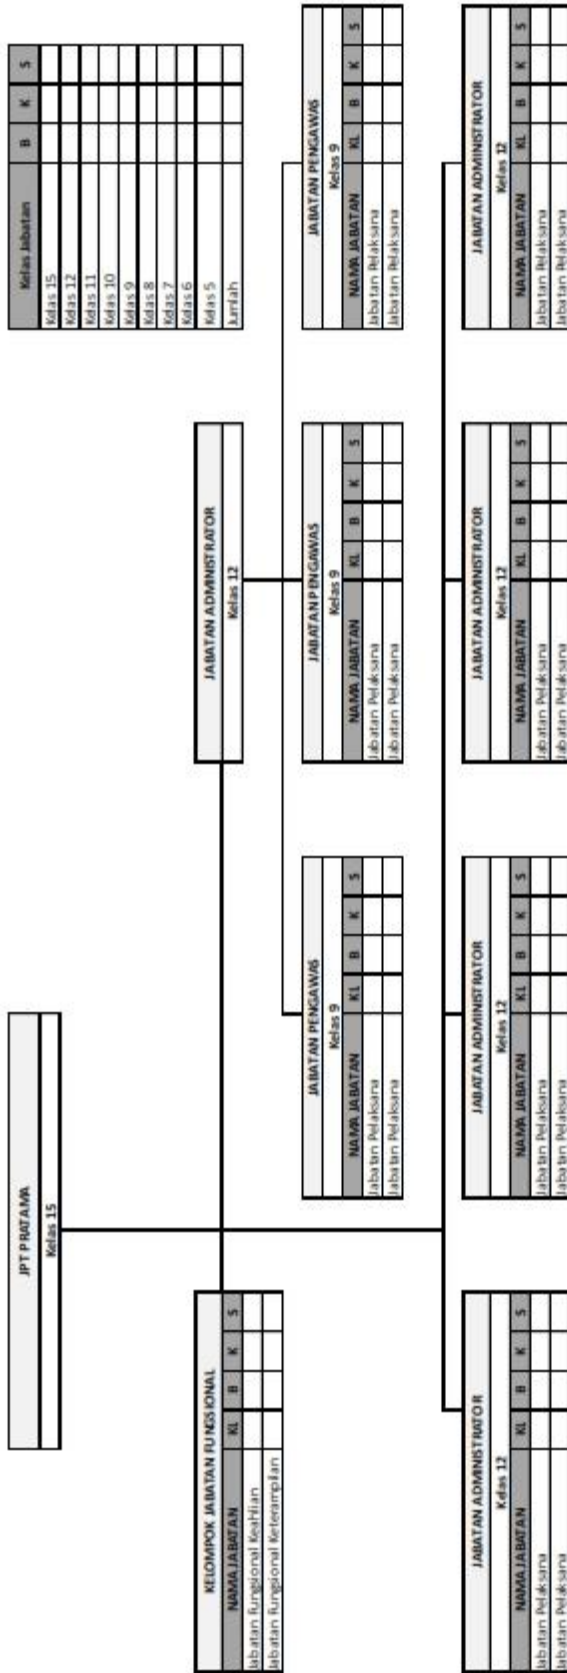 JPT PRATAMA
Kelas 15
Kelas Jabatan B K S
Kelas 15
Kelas 12
Kelas 11
Kelas 10
Kelas 9
Kelas 8
Kelas 7
Kelas 6
Kelas 5
Jumlah
KELOMPOK JABATAN FUNGSIONAL
NAMA JABATAN KL B K S
Jabatan Fungsional Keahlian
Jabatan Fungsional Keterampilan
JABATAN ADMINISTRATOR
Kelas 12
JABATAN PENGAWAS
Kelas 9
NAMA JABATAN KL B K S
Jabatan Pelaksana
Jabatan Pelaksana
JABATAN PENGAWAS
Kelas 9
NAMA JABATAN KL B K S
Jabatan Pelaksana
Jabatan Pelaksana
JABATAN PENGAWAS
Kelas 9
NAMA JABATAN KL B K S
Jabatan Pelaksana
Jabatan Pelaksana
JABATAN ADMINISTRATOR
Kelas 12
NAMA JABATAN KL B K S
Jabatan Pelaksana
Jabatan Pelaksana
JABATAN ADMINISTRATOR
Kelas 12
NAMA JABATAN KL B K S
Jabatan Pelaksana
Jabatan Pelaksana
JABATAN ADMINISTRATOR
Kelas 12
NAMA JABATAN KL B K S
Jabatan Pelaksana
Jabatan Pelaksana
JABATAN ADMINISTRATOR
Kelas 12
NAMA JABATAN KL B K S
Jabatan Pelaksana
Jabatan Pelaksana